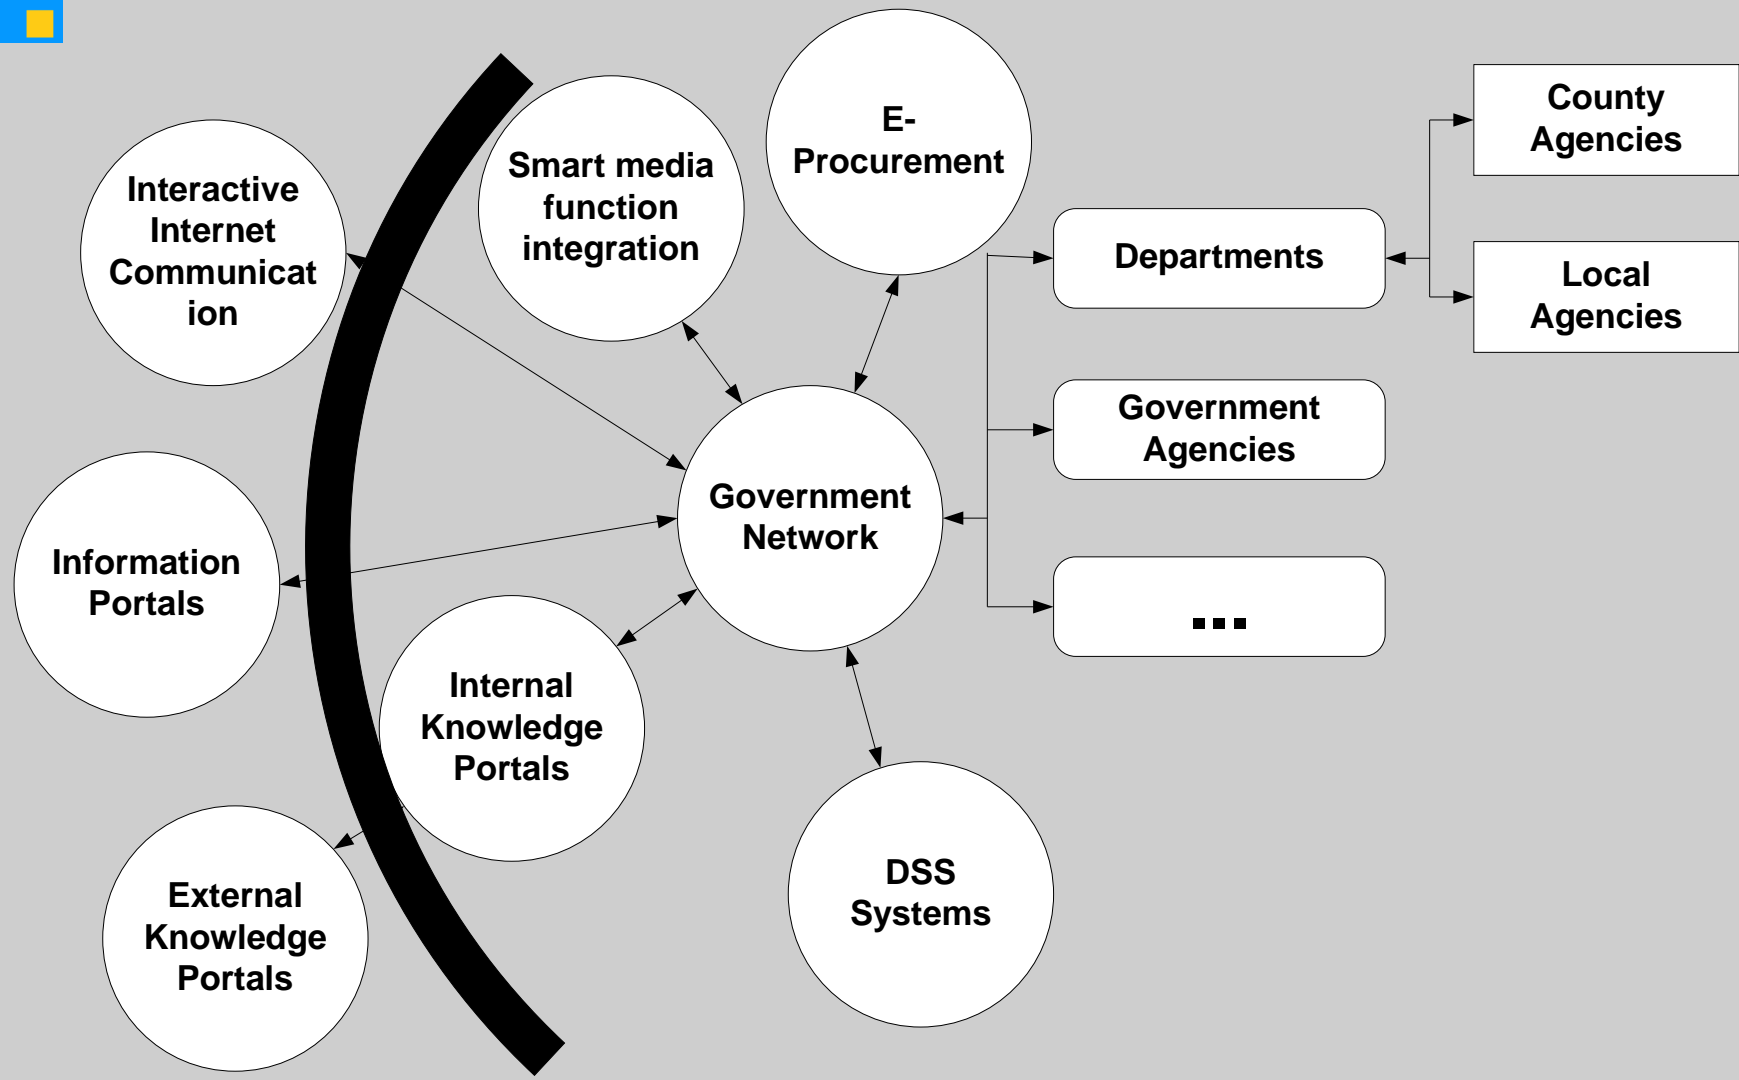 E-
Procurement
County
Agencies
Smart media
function
integration
Interactive
Internet
Communicat
ion
Departments
Local
Agencies
Government
Agencies
Government
Network
Information
Portals
...
Internal
Knowledge
Portals
DSS
Systems
External
Knowledge
Portals